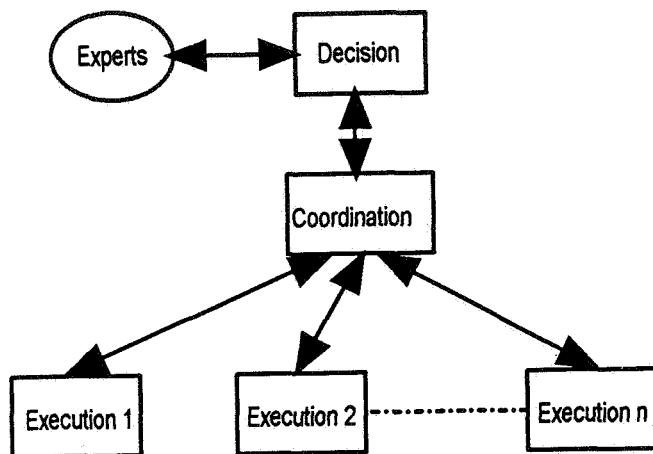 Experts
Decision
Coordination
Execution 1
Execution 2
Execution n